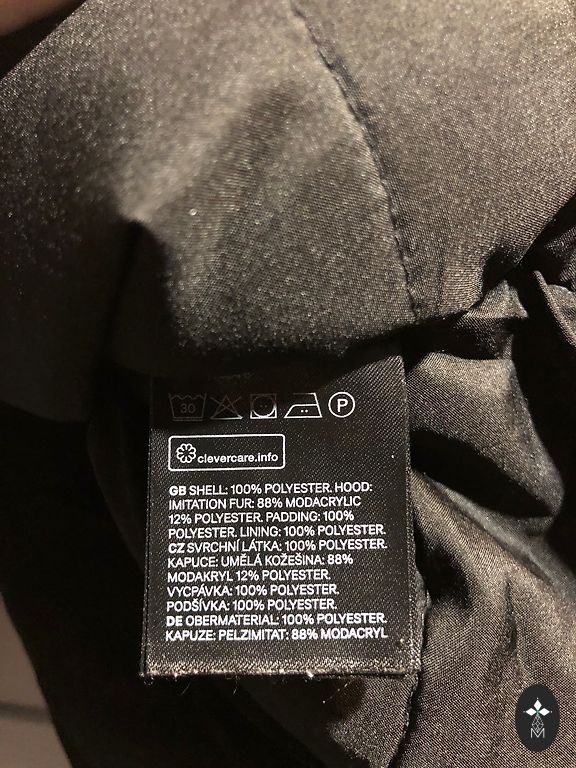 30
P
clevercare.info
GB SHELL: 100% POLYESTER. HOOD:
IMITATION FUR: 88% MODACRYLIC
12% POLYESTER. PADDING: 100%
POLYESTER. LINING: 100% POLYESTER.
CZ SVRCHNÍ LÁTKA: 100% POLYESTER.
KAPUCE: UMĚLÁ KOŽEŠINA: 88%
MODAKRYL 12% POLYESTER.
VYCPÁVKA: 100% POLYESTER.
PODŠÍVKA: 100% POLYESTER.
DE OBERMATERIAL: 100% POLYESTER.
KAPUZE: PELZIMITAT: 88% MODACRYL
M